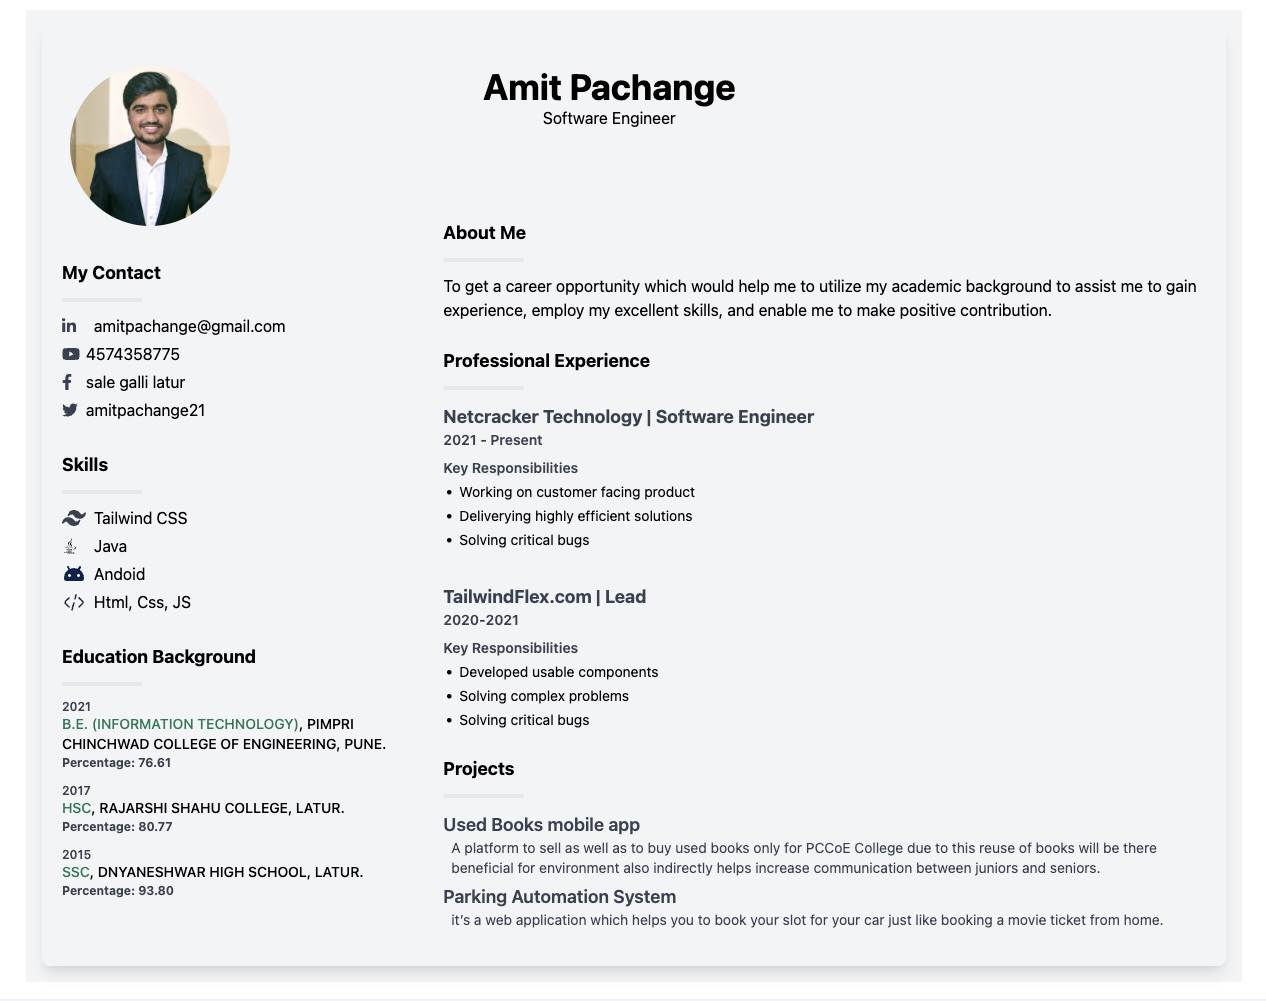 Amit Pachange
Software Engineer
My Contact
amitpachange@gmail.com
4574358775
sale galli latur
amitpachange21
Skills
Tailwind CSS
Java
Andoid
Html, Css, JS
Education Background
2021
B.E. (INFORMATION TECHNOLOGY), PIMPRI
CHINCHWAD COLLEGE OF ENGINEERING, PUNE.
Percentage: 76.61
2017
HSC, RAJARSHI SHAHU COLLEGE, LATUR.
Percentage: 80.77
2015
SSC, DNYANESHWAR HIGH SCHOOL, LATUR.
Percentage: 93.80
About Me
To get a career opportunity which would help me to utilize my academic background to assist me to gain
experience, employ my excellent skills, and enable me to make positive contribution.
Professional Experience
Netcracker Technology | Software Engineer
2021 - Present
Key Responsibilities
• Working on customer facing product
• Deliverying highly efficient solutions
• Solving critical bugs
TailwindFlex.com | Lead
2020-2021
Key Responsibilities
• Developed usable components
• Solving complex problems
• Solving critical bugs
Projects
Used Books mobile app
A platform to sell as well as to buy used books only for PCCoE College due to this reuse of books will be there
beneficial for environment also indirectly helps increase communication between juniors and seniors.
Parking Automation System
it's a web application which helps you to book your slot for your car just like booking a movie ticket from home.